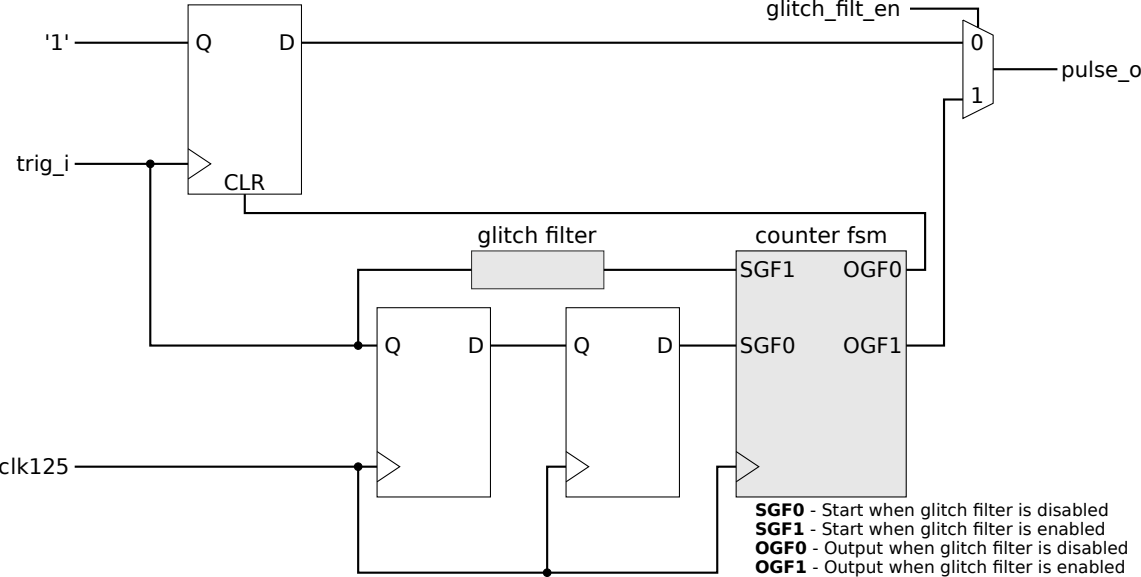 glitch_filt_en
'1'
Q
D
0
pulse_o
1
trig_i
CLR
glitch filter
counter fsm
SGF1
OGF0
Q
D
Q
D
SGF0
OGF1
clk125
SGF0 - Start when glitch filter is disabled
SGF1 - Start when glitch filter is enabled
OGF0 - Output when glitch filter is disabled
OGF1 - Output when glitch filter is enabled